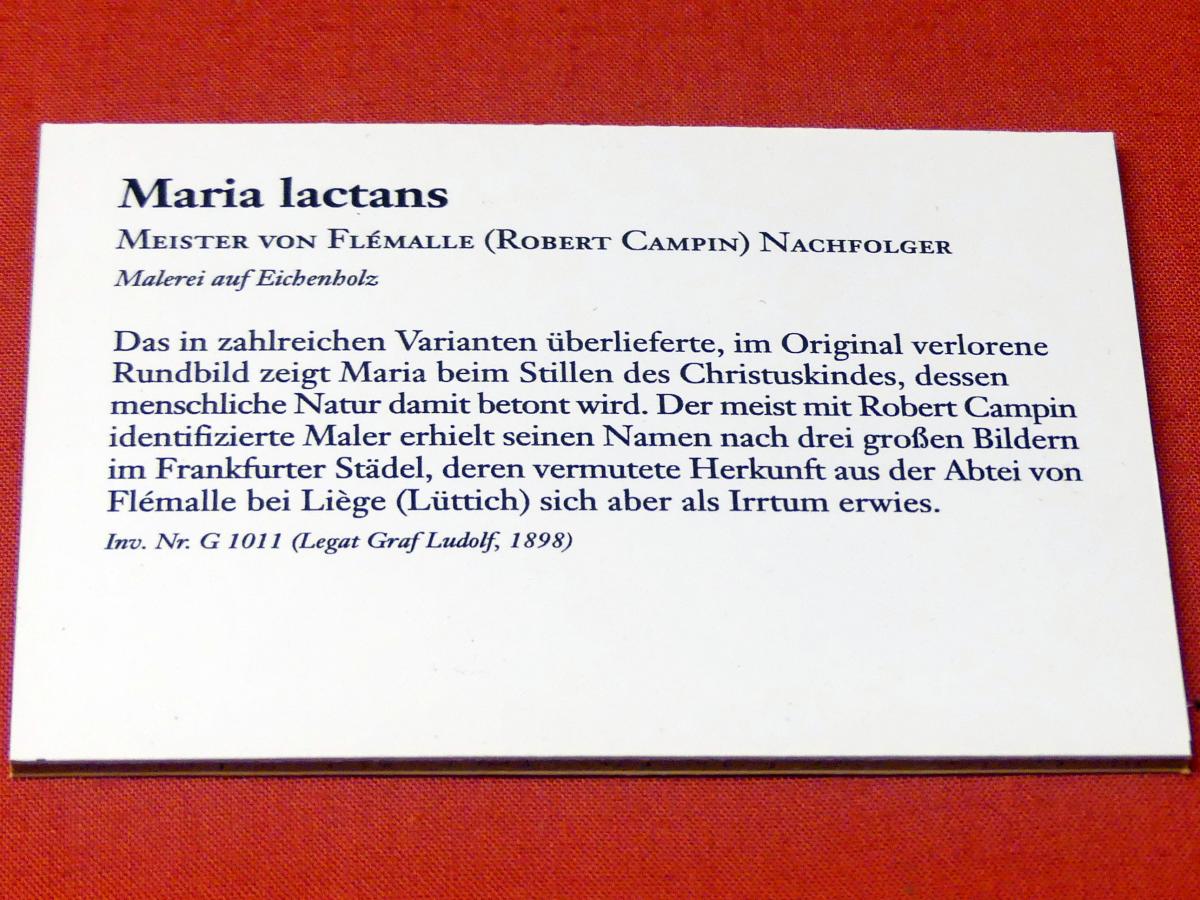 Maria lactans
Meister von Flémalle (Robert Campin) Nachfolger
Malerei auf Eichenholz
Das in zahlreichen Varianten überlieferte, im Original verlorene
Rundbild zeigt Maria beim Stillen des Christuskindes, dessen
menschliche Natur damit betont wird. Der meist mit Robert Campin
identifizierte Maler erhielt seinen Namen nach drei großen Bildern
im Frankfurter Städel, deren vermutete Herkunft aus der Abtei von
Flémalle bei Liège (Lüttich) sich aber als Irrtum erwies.
Inv. Nr. G 1011 (Legat Graf Ludolf, 1898)